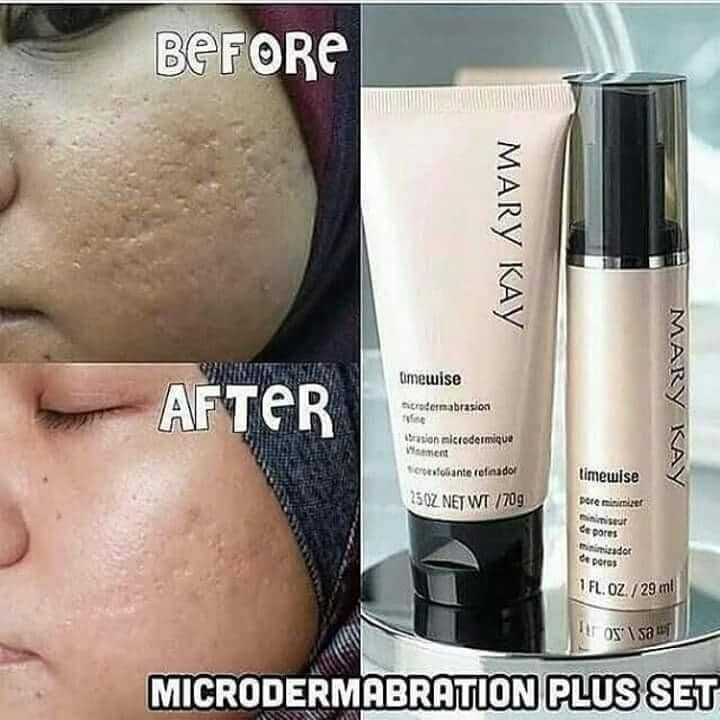 BEFORE
MARY KAY
timewise
microdermabrasion
refine
abrasion microdermique
affinement
microexfoliante refinador
2.5 OZ. NET WT. / 70g
MARY KAY
timewise
pore minimizer
minimiseur
de pores
minimizador
de poros
1 FL. OZ. / 29 ml
AFTER
MICRODERMABRATION PLUS SET